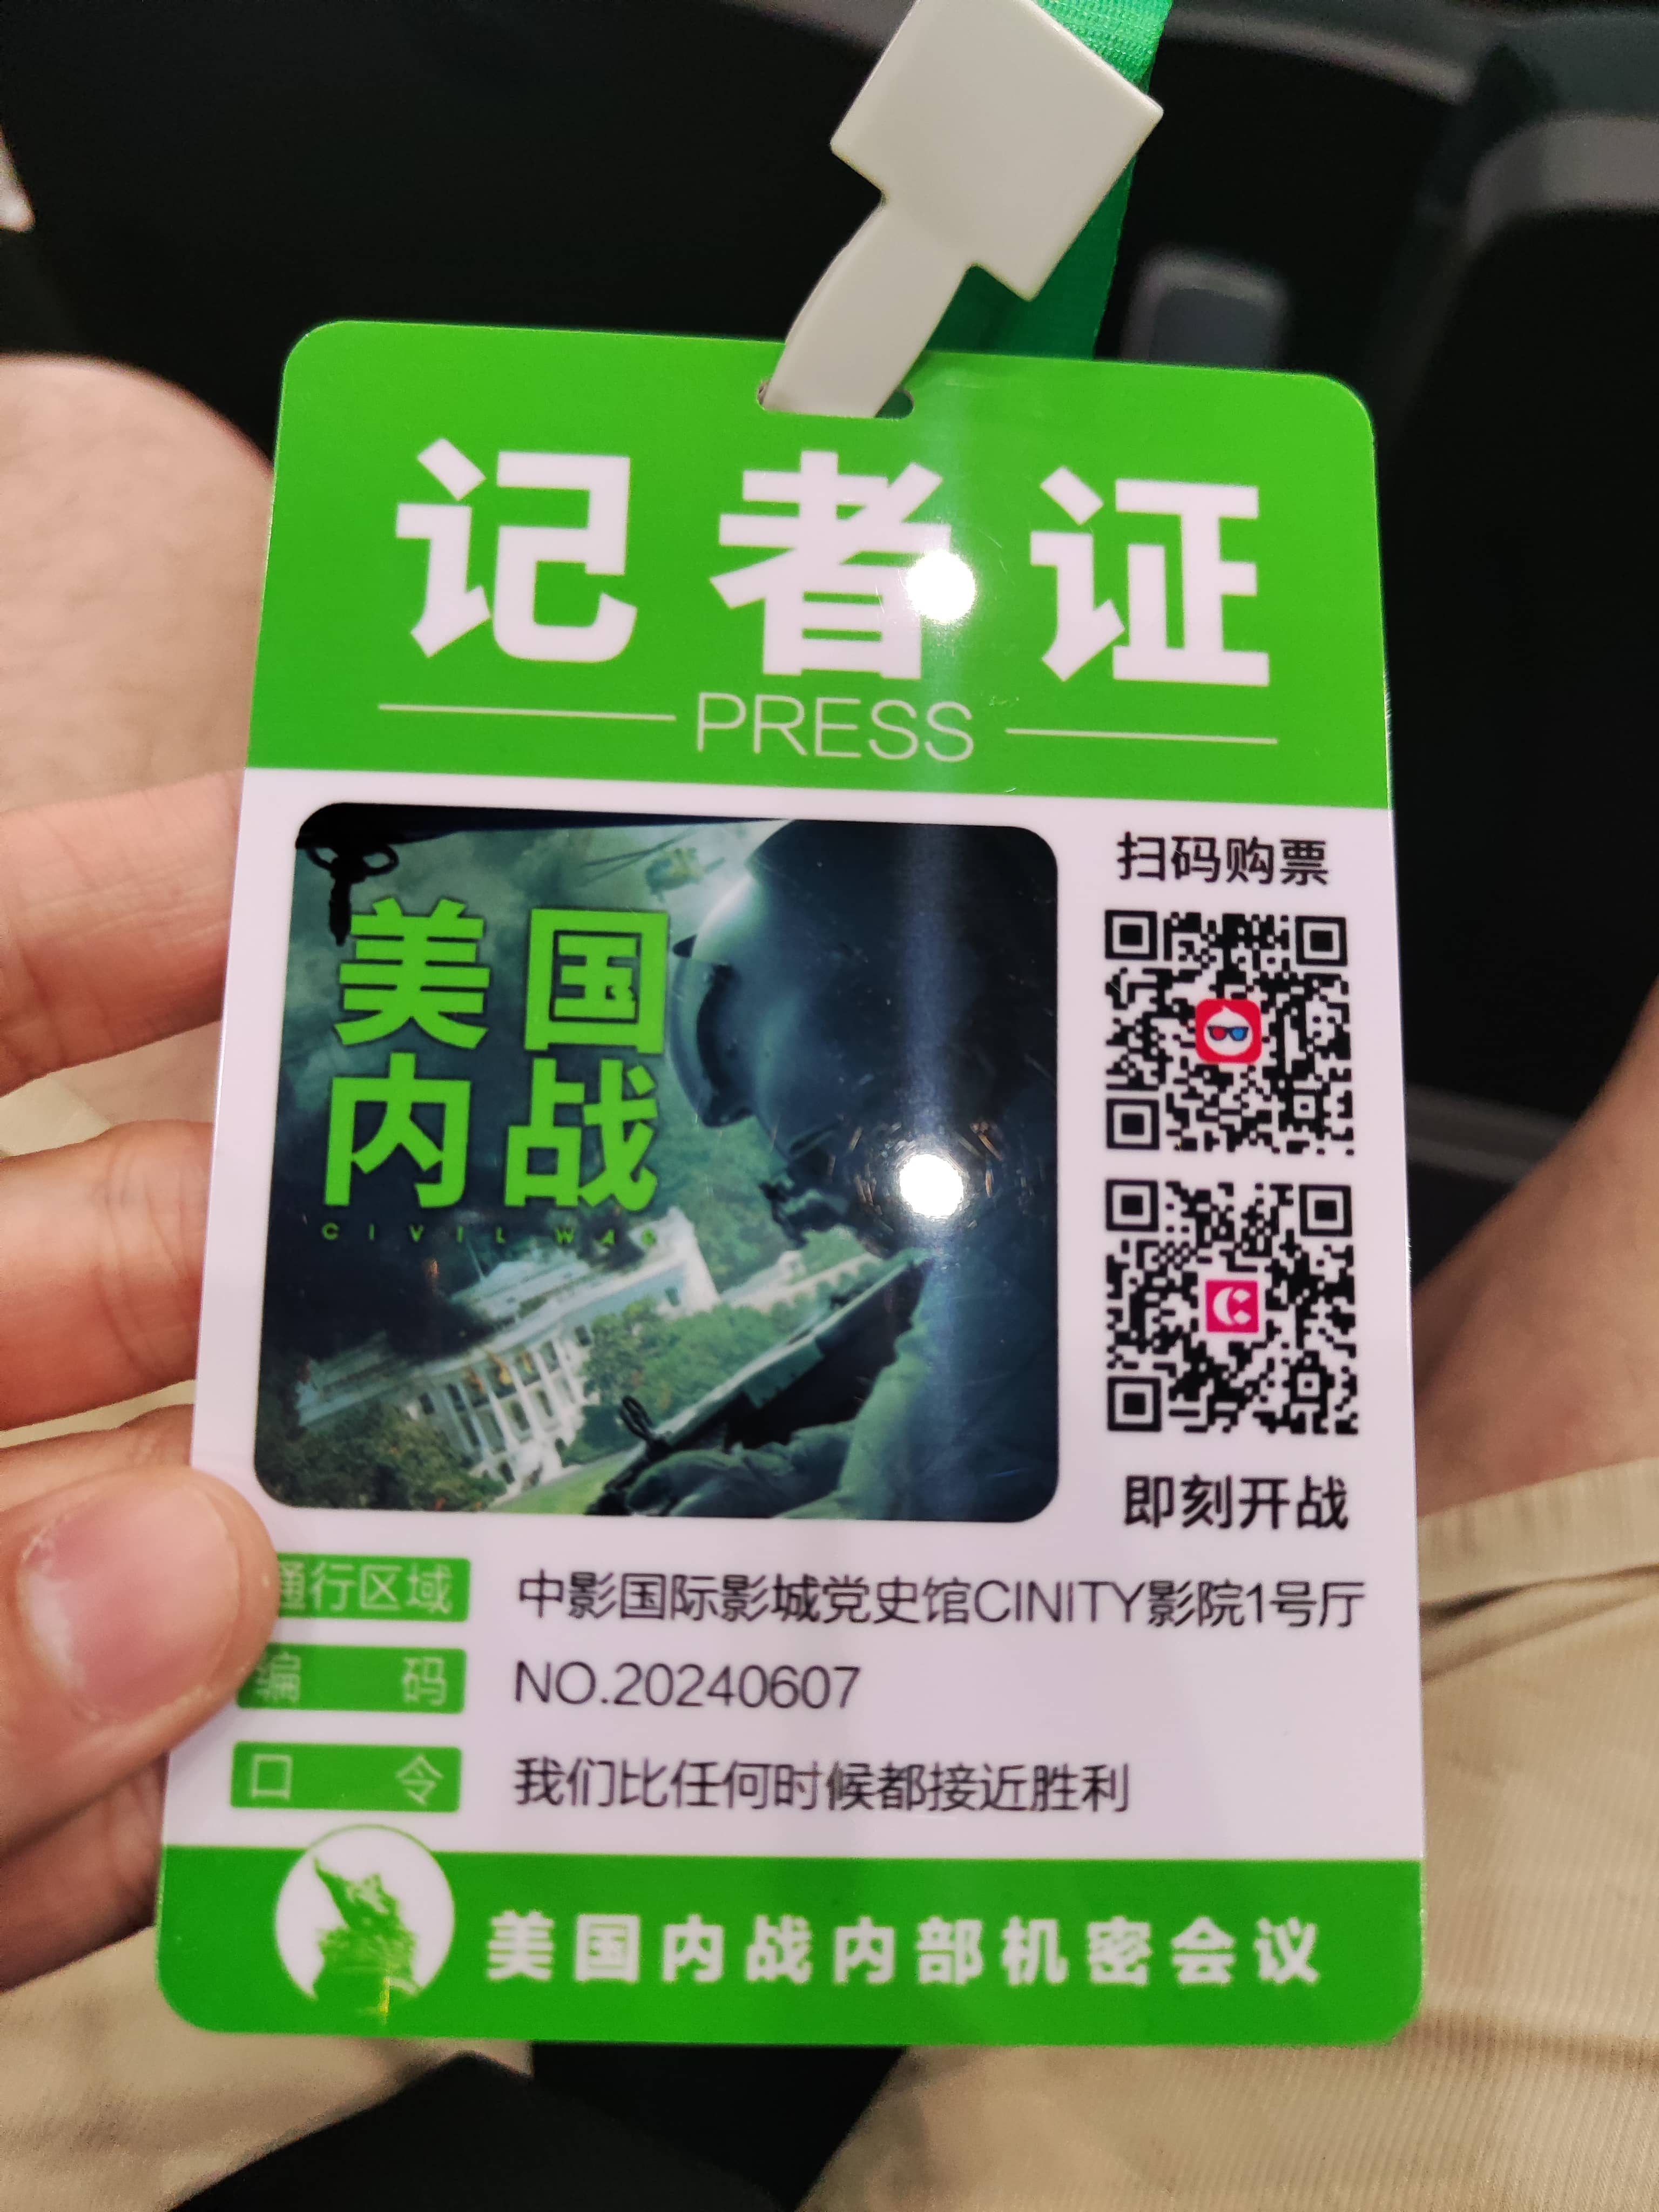 记者证
PRESS
扫码购票
美国
内战
CIVIL WAR
即刻开战
通行区域 中影国际影城党史馆CINITY影院1号厅
编码 NO.20240607
口令 我们比任何时候都接近胜利
美国内战内部机密会议